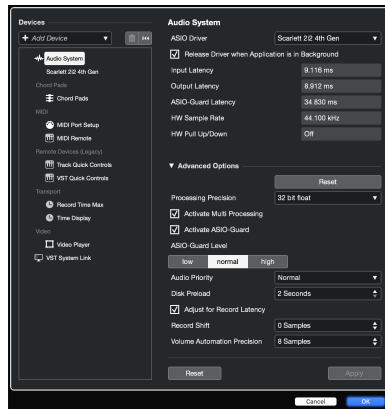 Devices
+ Add Device
Audio System
Scarlett 2i2 4th Gen
Chord Pads
Chord Pads
MIDI
MIDI Port Setup
MIDI Remote
Remote Devices (Legacy)
Track Quick Controls
VST Quick Controls
Transport
Record Time Max
Time Display
Video
Video Player
VST System Link
Audio System
ASIO Driver Scarlett 2i2 4th Gen
Release Driver when Application is in Background
Input Latency 9.116 ms
Output Latency 8.912 ms
ASIO-Guard Latency 34.830 ms
HW Sample Rate 44.100 kHz
HW Pull Up/Down Off
Advanced Options
Reset
Processing Precision 32 bit float
Activate Multi Processing
Activate ASIO-Guard
ASIO-Guard Level
low normal high
Audio Priority Normal
Disk Preload 2 Seconds
Adjust for Record Latency
Record Shift 0 Samples
Volume Automation Precision 8 Samples
Reset Apply
Cancel OK